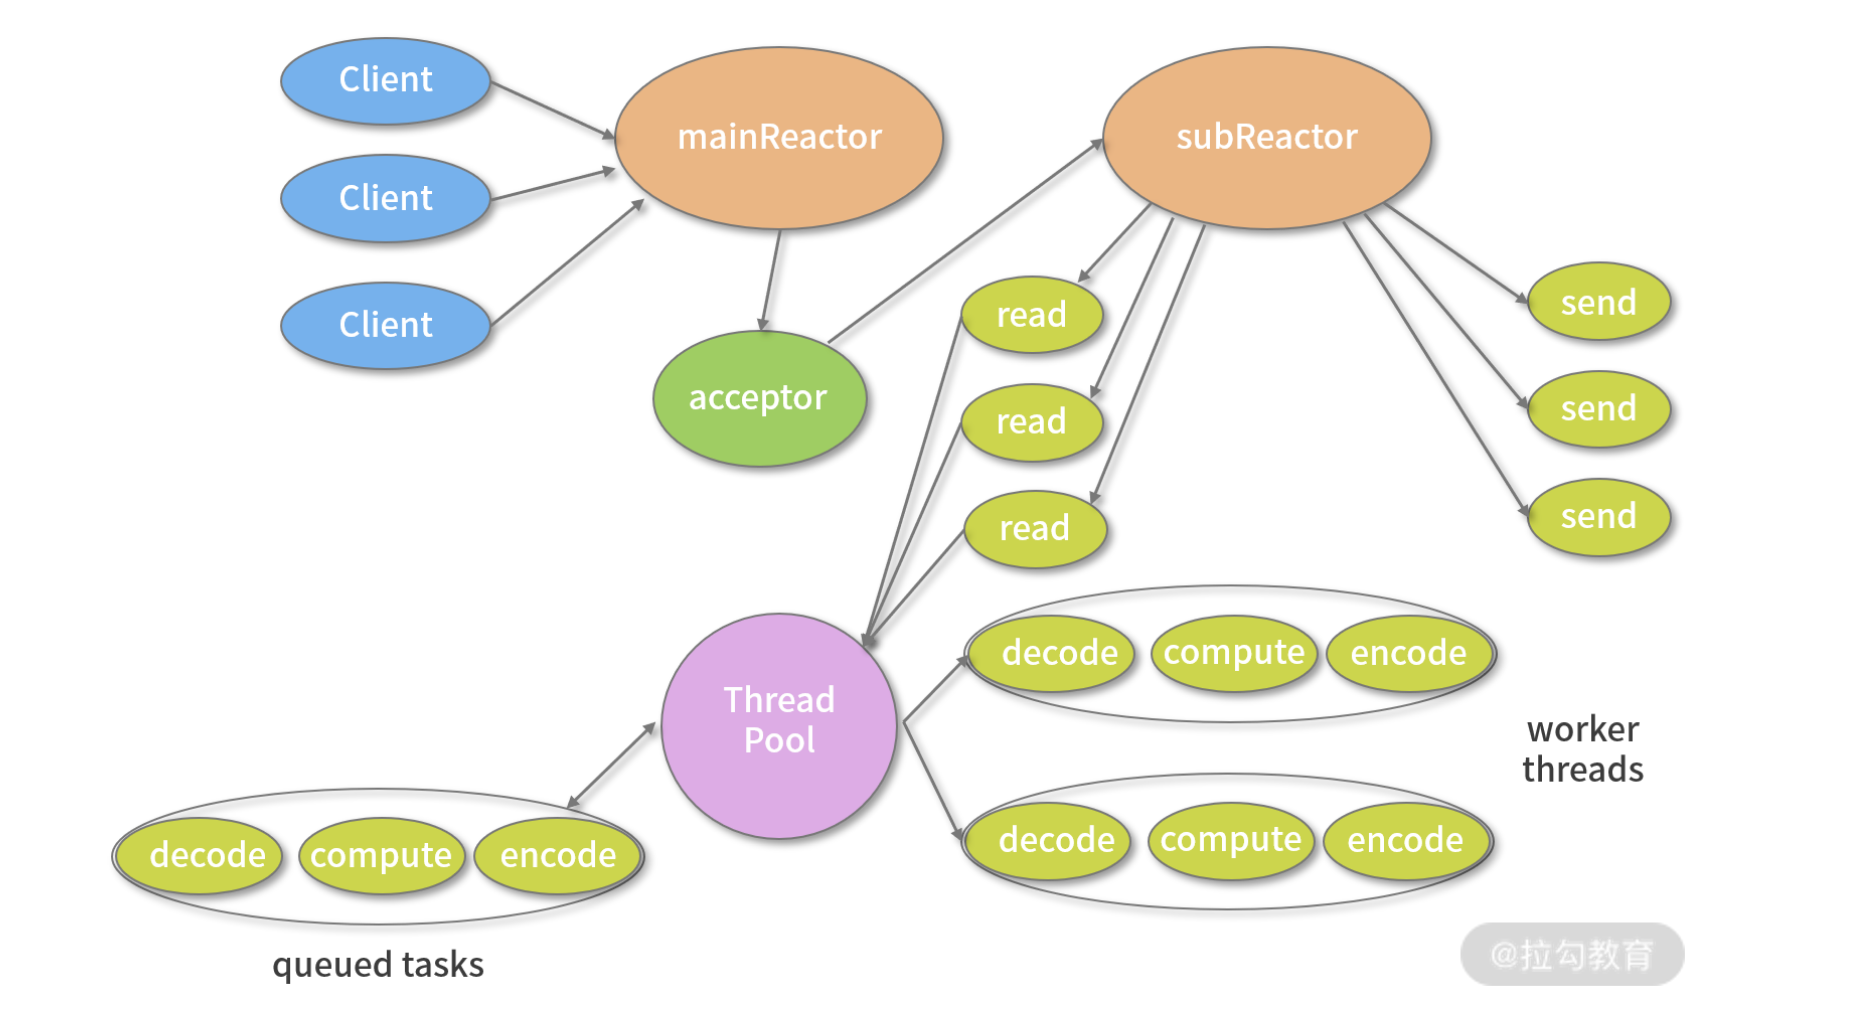 Client
mainReactor
subReactor
Client
Client
acceptor
read
read
read
send
send
send
Thread
Pool
decode
compute
encode
worker
threads
decode
compute
encode
decode
compute
encode
queued tasks
@拉勾教育